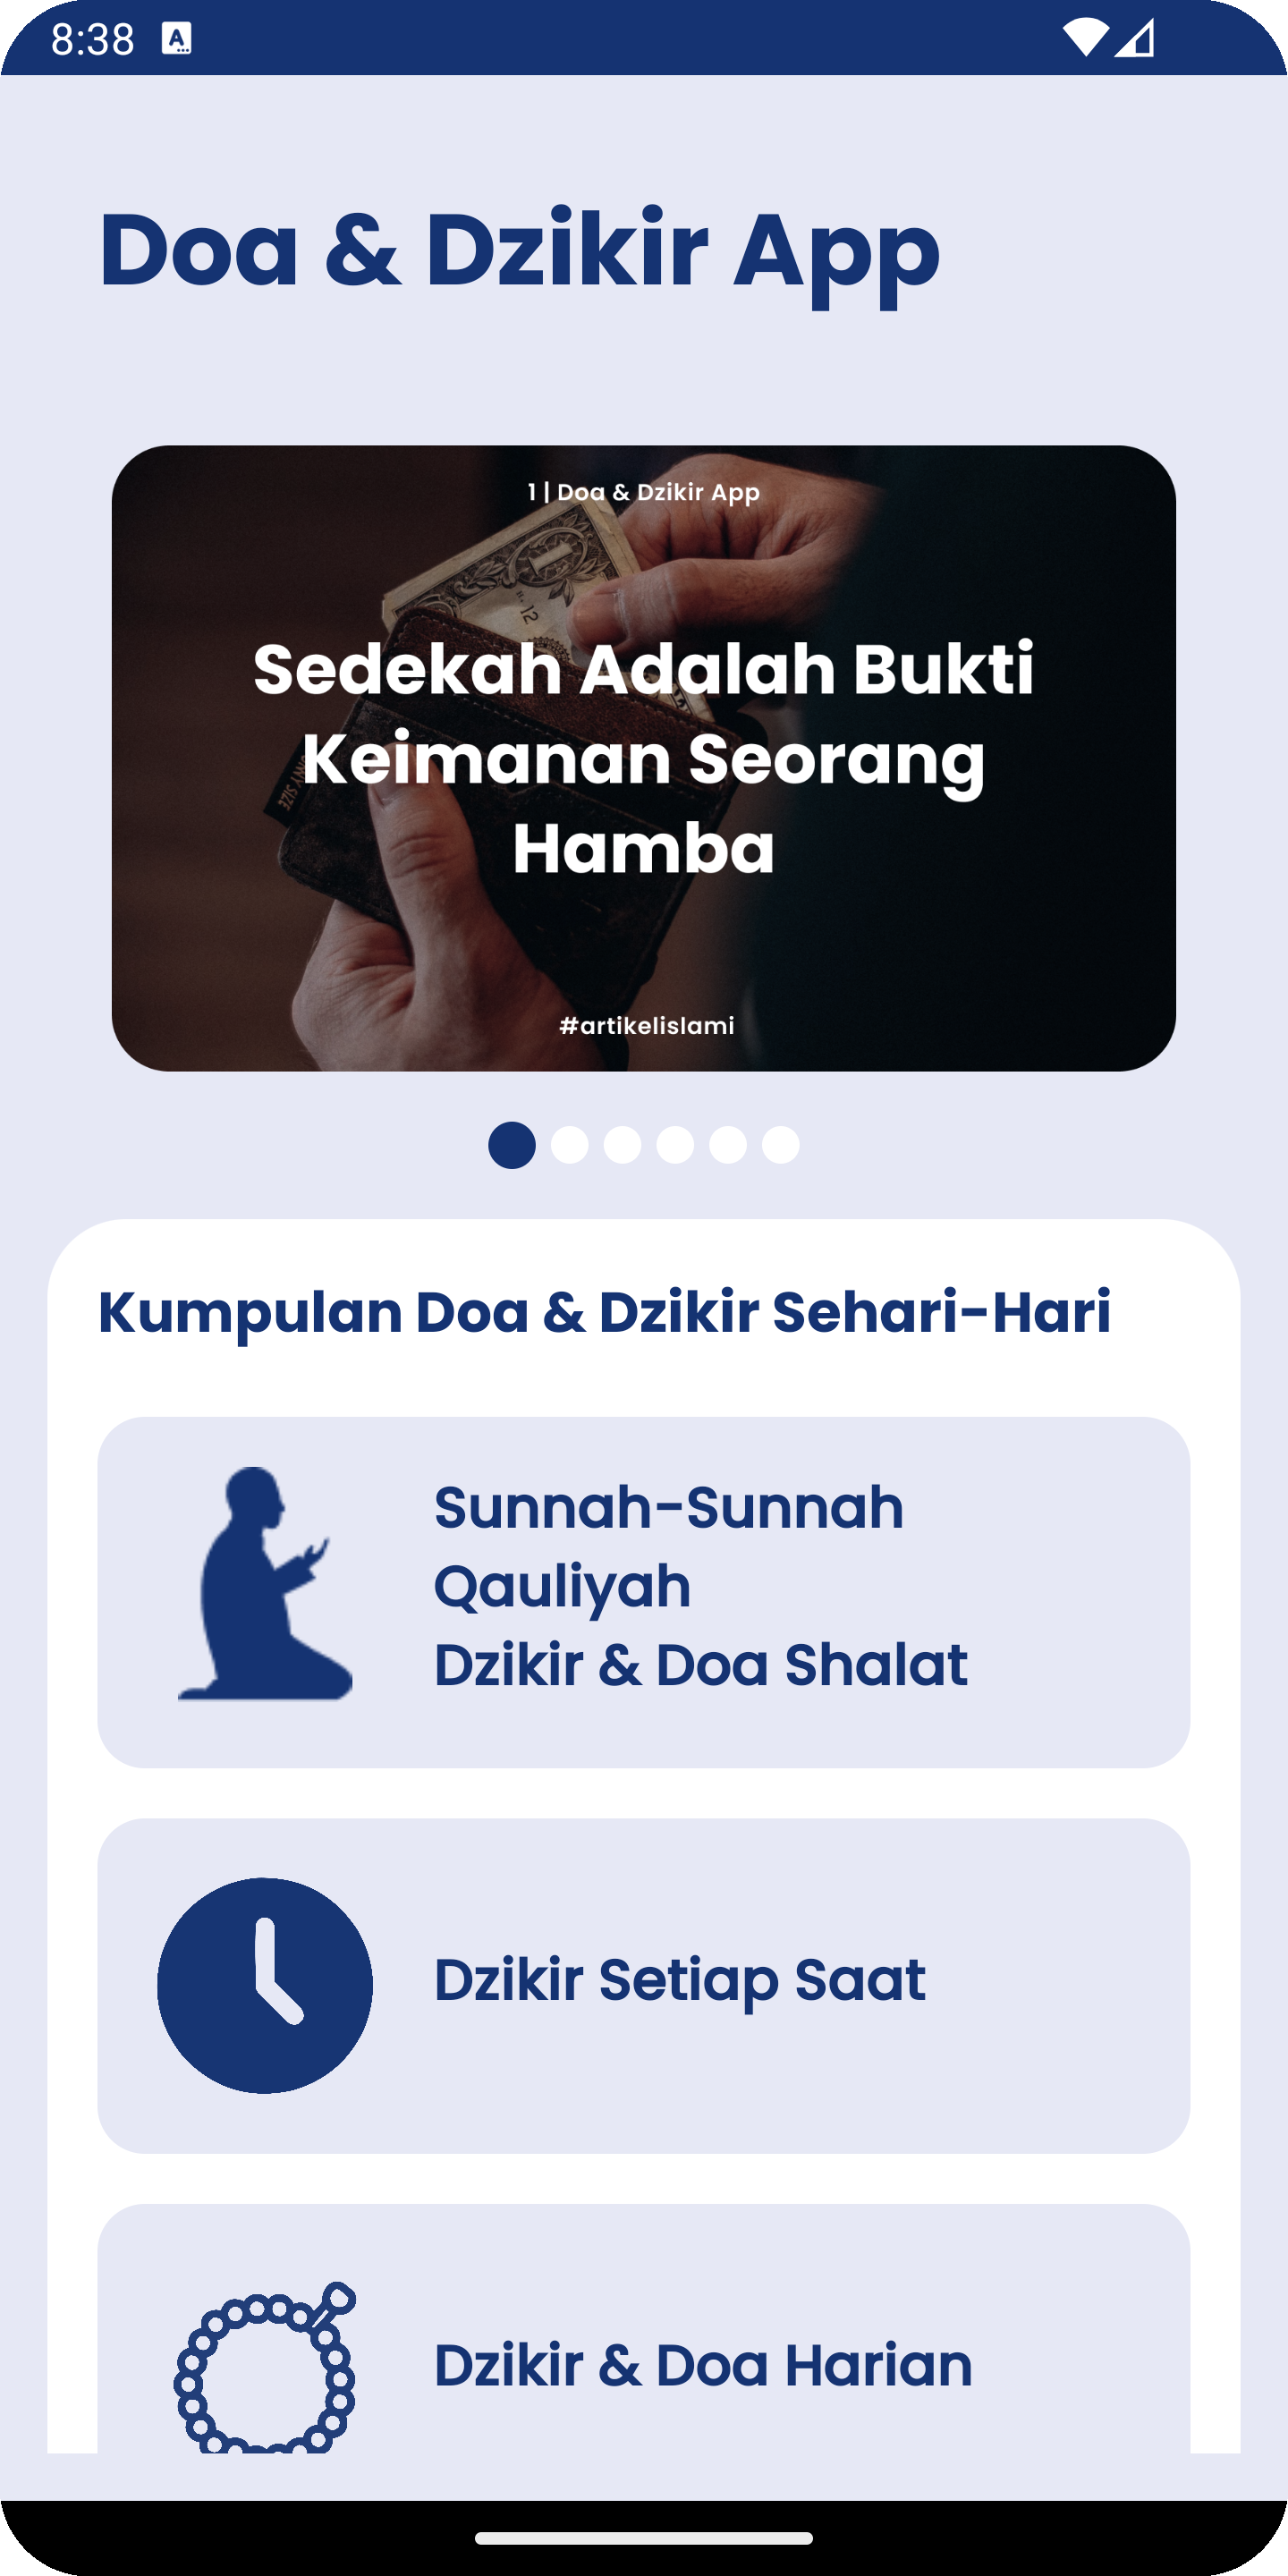 8:38
Doa & Dzikir App
1 | Doa & Dzikir App
Sedekah Adalah Bukti
Keimanan Seorang
Hamba
#artikelislami
Kumpulan Doa & Dzikir Sehari-Hari
Sunnah-Sunnah
Qauliyah
Dzikir & Doa Shalat
Dzikir Setiap Saat
Dzikir & Doa Harian